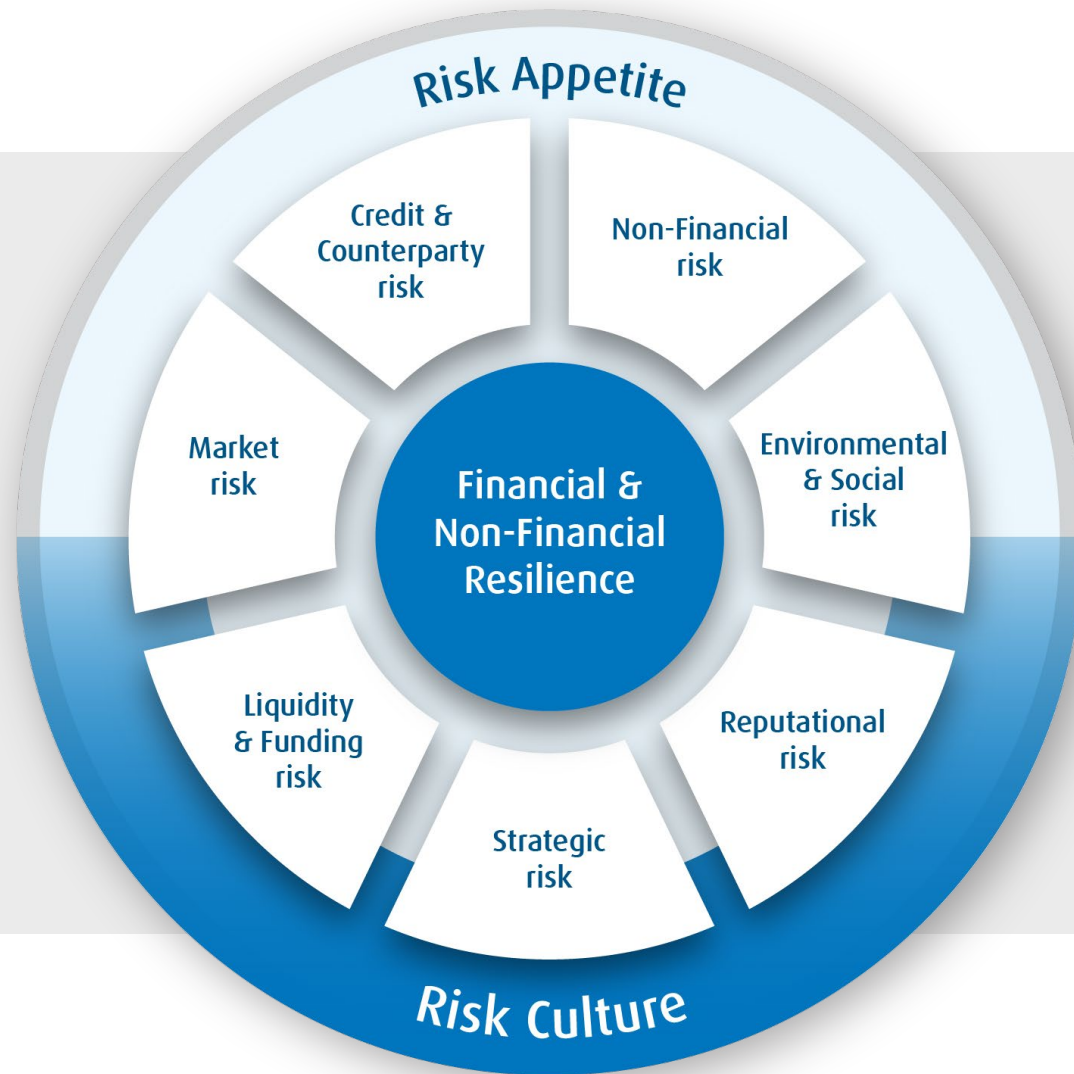 Risk Appetite
Credit &
Counterparty
risk
Non-Financial
risk
Market
risk
Environmental
& Social
risk
Financial &
Non-Financial
Resilience
Liquidity
& Funding
risk
Reputational
risk
Strategic
risk
Risk Culture